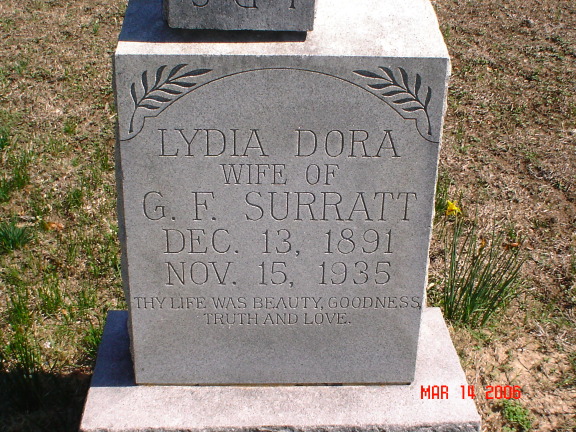 LYDIA DORA
WIFE OF
G. F. SURRATT
DEC. 13, 1891
NOV. 15, 1935
THY LIFE WAS BEAUTY, GOODNESS,
TRUTH AND LOVE.
MAR 14 2006